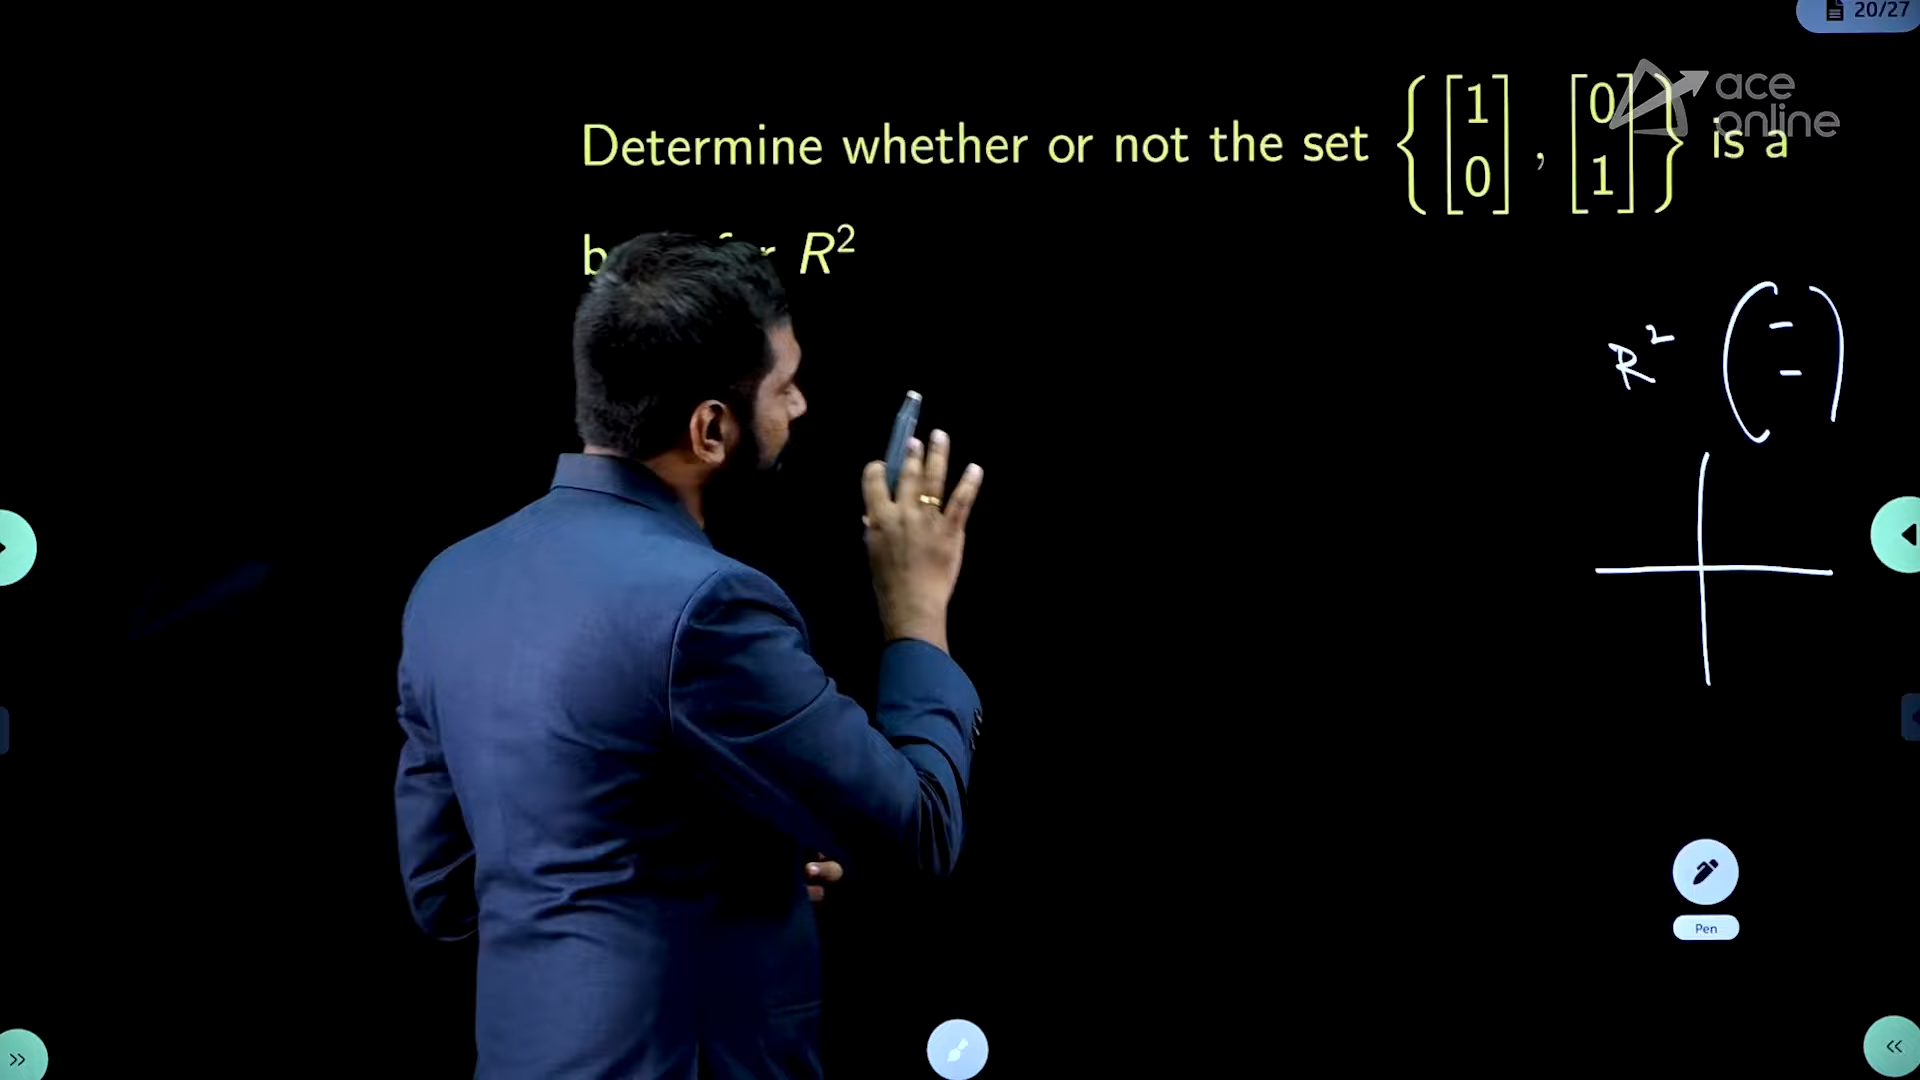 20/27
ace
online
Determine whether or not the set { [1 0] , [0 1] } is a
R²
R² ( - - )
Pen